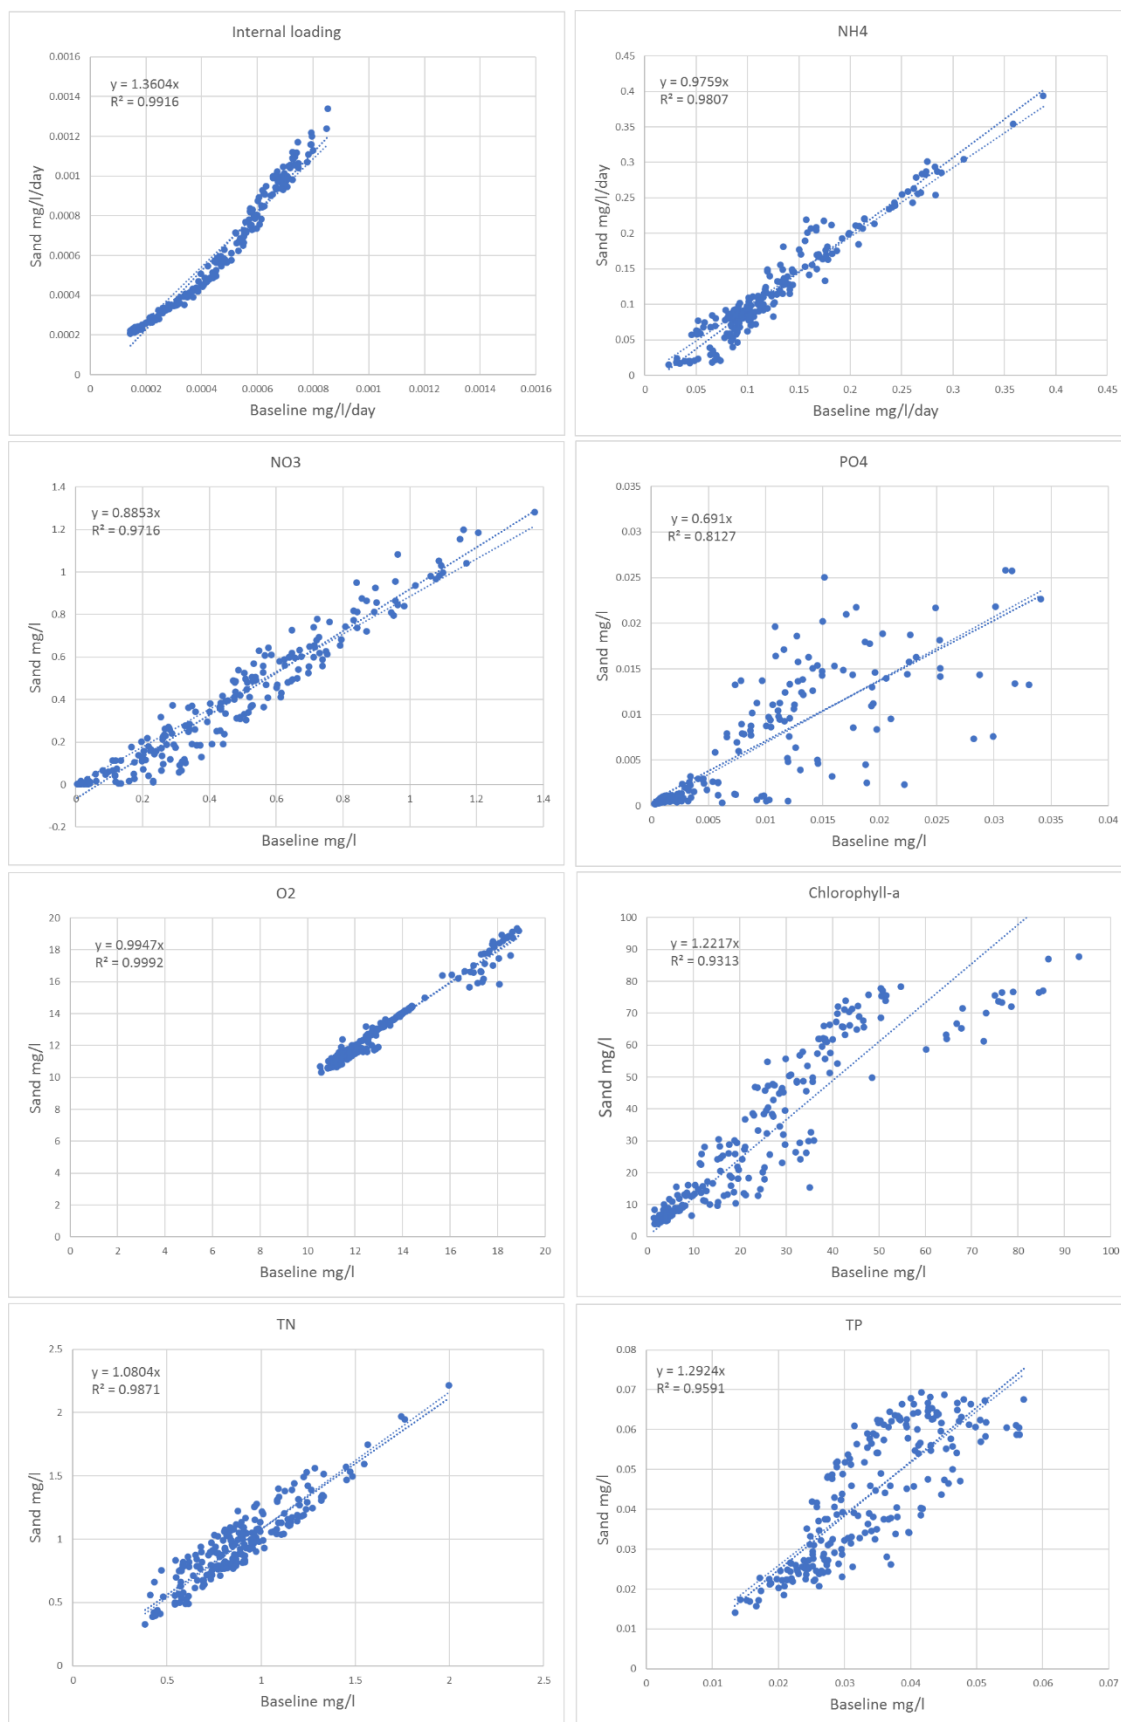 Internal loading
y = 1.3604x
R² = 0.9916
0.0016
0.0014
0.0012
0.001
0.0008
0.0006
0.0004
0.0002
0
Sand mg/l/day
0 0.0002 0.0004 0.0006 0.0008 0.001 0.0012 0.0014 0.0016
Baseline mg/l/day
NH4
y = 0.9759x
R² = 0.9807
0.45
0.4
0.35
0.3
0.25
0.2
0.15
0.1
0.05
0
Sand mg/l/day
0 0.05 0.1 0.15 0.2 0.25 0.3 0.35 0.4 0.45
Baseline mg/l/day
NO3
y = 0.8853x
R² = 0.9716
1.4
1.2
1
0.8
0.6
0.4
0.2
0
-0.2
Sand mg/l
0 0.2 0.4 0.6 0.8 1 1.2 1.4
Baseline mg/l
PO4
y = 0.691x
R² = 0.8127
0.035
0.03
0.025
0.02
0.015
0.01
0.005
0
Sand mg/l
0 0.005 0.01 0.015 0.02 0.025 0.03 0.035 0.04
Baseline mg/l
O2
y = 0.9947x
R² = 0.9992
20
18
16
14
12
10
8
6
4
2
0
Sand mg/l
0 2 4 6 8 10 12 14 16 18 20
Baseline mg/l
Chlorophyll-a
y = 1.2217x
R² = 0.9313
100
90
80
70
60
50
40
30
20
10
0
Sand mg/l
0 10 20 30 40 50 60 70 80 90 100
Baseline mg/l
TN
y = 1.0804x
R² = 0.9871
2.5
2
1.5
1
0.5
0
Sand mg/l
0 0.5 1 1.5 2 2.5
Baseline mg/l
TP
y = 1.2924x
R² = 0.9591
0.08
0.07
0.06
0.05
0.04
0.03
0.02
0.01
0
Sand mg/l
0 0.01 0.02 0.03 0.04 0.05 0.06 0.07
Baseline mg/l